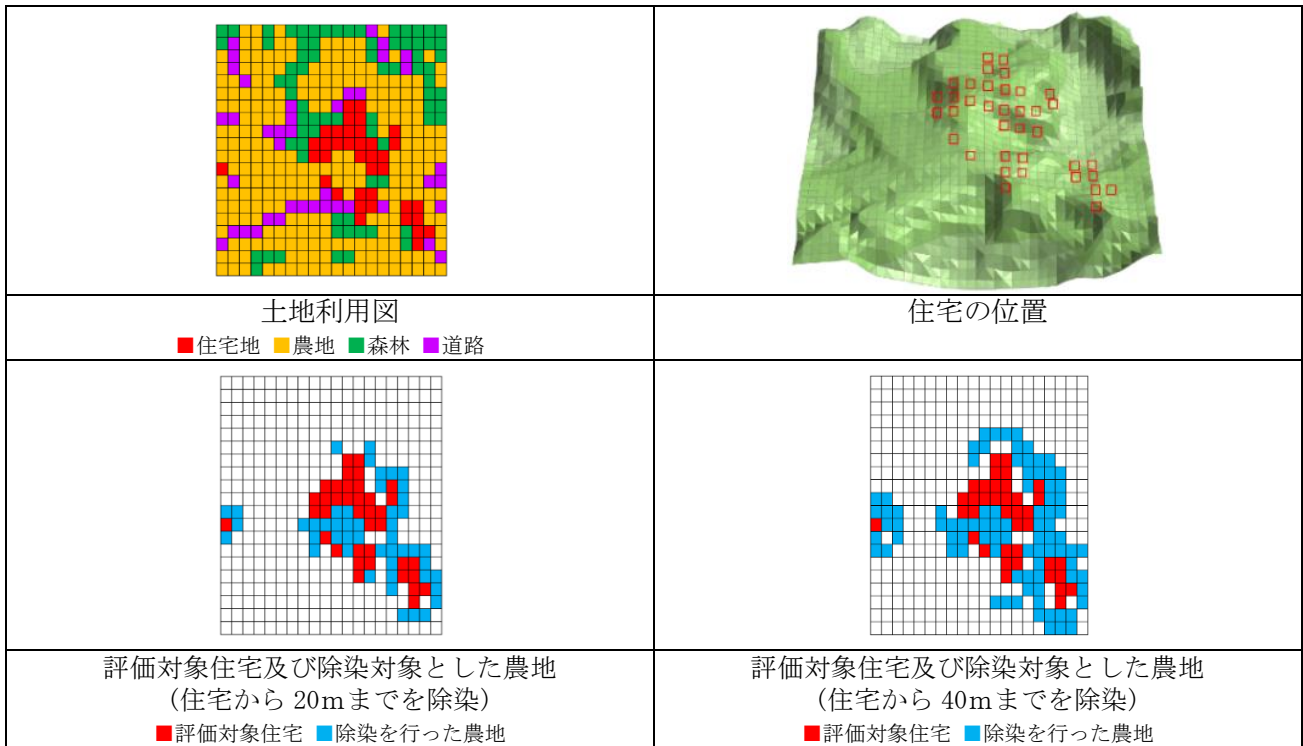 土地利用図
■住宅地 ■農地 ■森林 ■道路
住宅の位置
評価対象住宅及び除染対象とした農地
（住宅から 20ｍまでを除染）
■評価対象住宅 ■除染を行った農地
評価対象住宅及び除染対象とした農地
（住宅から 40ｍまでを除染）
■評価対象住宅 ■除染を行った農地